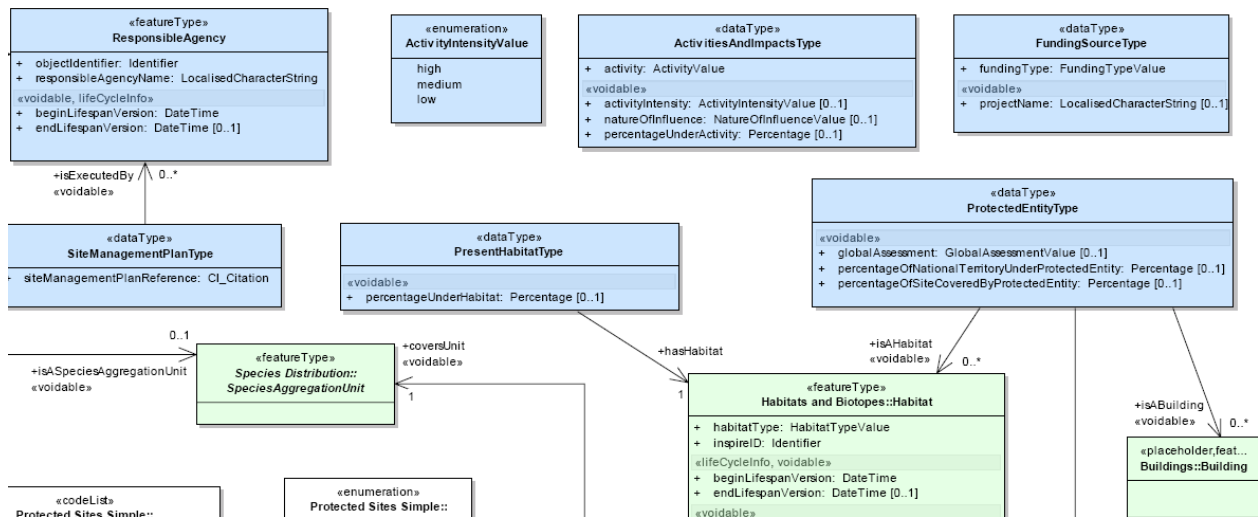 «featureType»
ResponsibleAgency
+ objectIdentifier: Identifier
+ responsibleAgencyName: LocalisedCharacterString
«voidable, lifeCycleInfo»
+ beginLifespanVersion: DateTime
+ endLifespanVersion: DateTime [0..1]
«enumeration»
ActivityIntensityValue
high
medium
low
«dataType»
ActivitiesAndImpactsType
+ activity: ActivityValue
«voidable»
+ activityIntensity: ActivityIntensityValue [0..1]
+ natureOfInfluence: NatureOfInfluenceValue [0..1]
+ percentageUnderActivity: Percentage [0..1]
«dataType»
FundingSourceType
+ fundingType: FundingTypeValue
«voidable»
+ projectName: LocalisedCharacterString [0..1]
+isExecutedBy 0..*
«voidable»
«dataType»
SiteManagementPlanType
+ siteManagementPlanReference: CI_Citation
«dataType»
PresentHabitatType
«voidable»
+ percentageUnderHabitat: Percentage [0..1]
«dataType»
ProtectedEntityType
«voidable»
+ globalAssessment: GlobalAssessmentValue [0..1]
+ percentageOfNationalTerritoryUnderProtectedEntity: Percentage [0..1]
+ percentageOfSiteCoveredByProtectedEntity: Percentage [0..1]
0..1
+isASpeciesAggregationUnit
«voidable»
«featureType»
Species Distribution::
SpeciesAggregationUnit
+coversUnit
«voidable»
1
+hasHabitat
1
+isAHabitat
«voidable» 0..*
«featureType»
Habitats and Biotopes::Habitat
+ habitatType: HabitatTypeValue
+ inspireID: Identifier
«lifeCycleInfo, voidable»
+ beginLifespanVersion: DateTime
+ endLifespanVersion: DateTime [0..1]
«voidable»
+isABuilding
«voidable» 0..*
«placeholder,feat...
Buildings::Building
«codeList»
Protected Sites Simple::
«enumeration»
Protected Sites Simple::